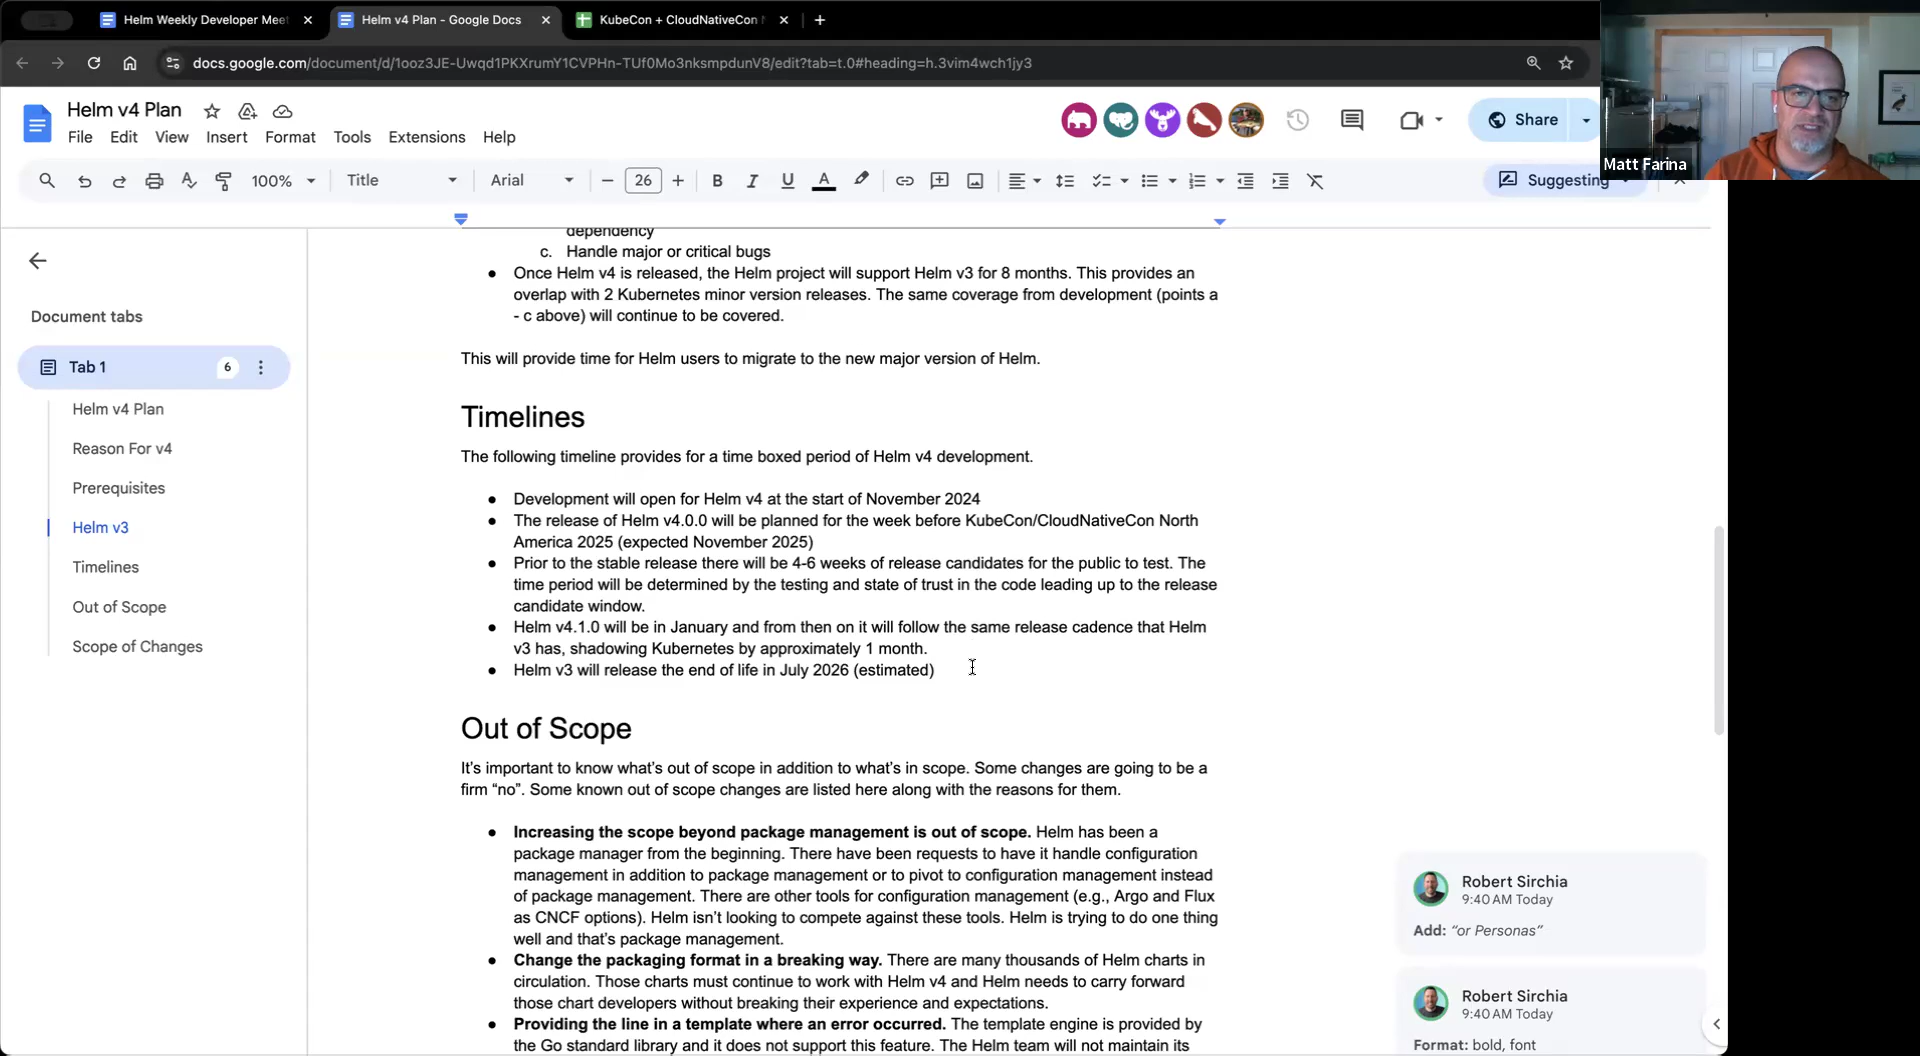 Helm Weekly Developer Meet
Helm v4 Plan - Google Docs
KubeCon + CloudNativeCon N
docs.google.com/document/d/1ooz3JE-Uwqd1PKXrumY1CVPHn-TUf0Mo3nksmpdunV8/edit?tab=t.0#heading=h.3vim4wch1jy3
Helm v4 Plan
File Edit View Insert Format Tools Extensions Help
Share
Matt Farina
100% Title Arial 26 B I U A Suggesting
Document tabs
Tab 1 6
Helm v4 Plan
Reason For v4
Prerequisites
Helm v3
Timelines
Out of Scope
Scope of Changes
dependency
c. Handle major or critical bugs
● Once Helm v4 is released, the Helm project will support Helm v3 for 8 months. This provides an
overlap with 2 Kubernetes minor version releases. The same coverage from development (points a
- c above) will continue to be covered.
This will provide time for Helm users to migrate to the new major version of Helm.
Timelines
The following timeline provides for a time boxed period of Helm v4 development.
● Development will open for Helm v4 at the start of November 2024
● The release of Helm v4.0.0 will be planned for the week before KubeCon/CloudNativeCon North
America 2025 (expected November 2025)
● Prior to the stable release there will be 4-6 weeks of release candidates for the public to test. The
time period will be determined by the testing and state of trust in the code leading up to the release
candidate window.
● Helm v4.1.0 will be in January and from then on it will follow the same release cadence that Helm
v3 has, shadowing Kubernetes by approximately 1 month.
● Helm v3 will release the end of life in July 2026 (estimated)
Out of Scope
It's important to know what's out of scope in addition to what's in scope. Some changes are going to be a
firm “no”. Some known out of scope changes are listed here along with the reasons for them.
● Increasing the scope beyond package management is out of scope. Helm has been a
package manager from the beginning. There have been requests to have it handle configuration
management in addition to package management or to pivot to configuration management instead
of package management. There are other tools for configuration management (e.g., Argo and Flux
as CNCF options). Helm isn't looking to compete against these tools. Helm is trying to do one thing
well and that's package management.
● Change the packaging format in a breaking way. There are many thousands of Helm charts in
circulation. Those charts must continue to work with Helm v4 and Helm needs to carry forward
those chart developers without breaking their experience and expectations.
● Providing the line in a template where an error occurred. The template engine is provided by
the Go standard library and it does not support this feature. The Helm team will not maintain its
Robert Sirchia
9:40 AM Today
Add: “or Personas”
Robert Sirchia
9:40 AM Today
Format: bold, font